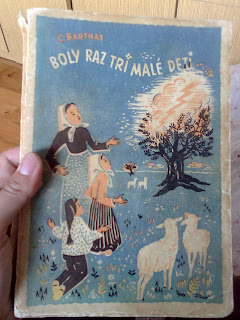 C. BARTHAS
BOLY RAZ TRI MALÉ DETI